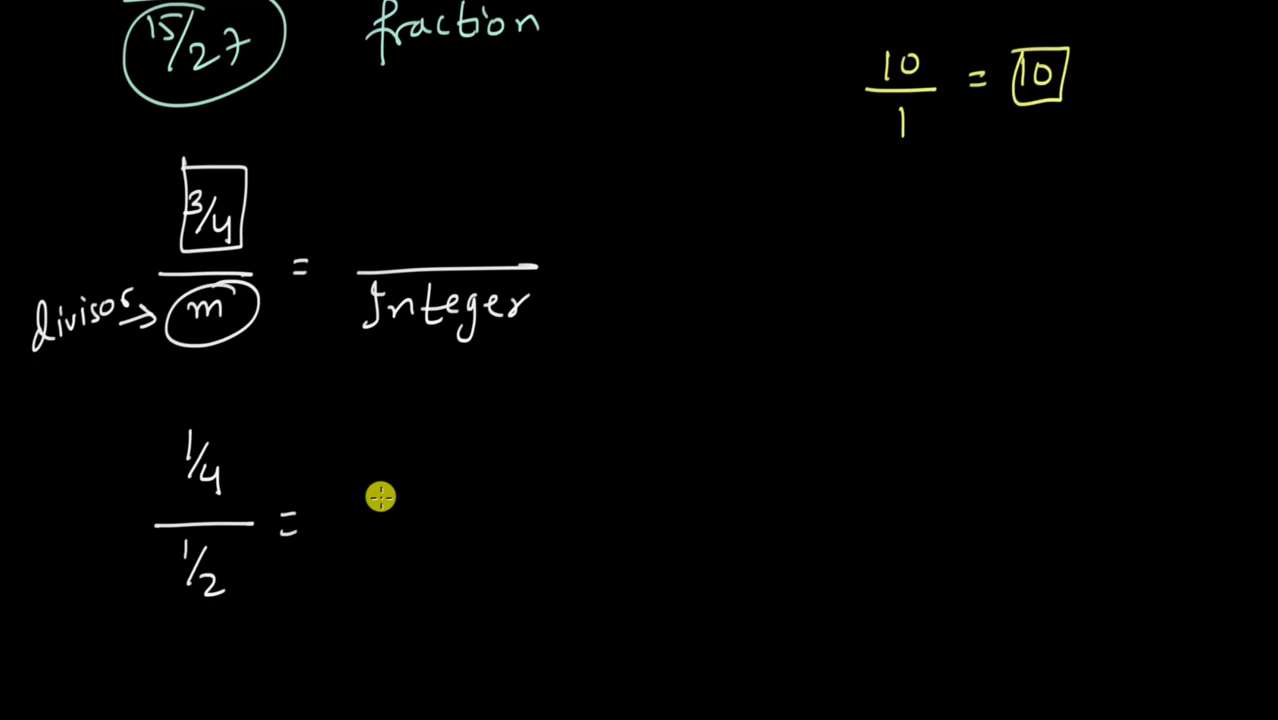 15/27 fraction
10/1 = 10
3/4
divisor → m = Integer
1/4
1/2 =